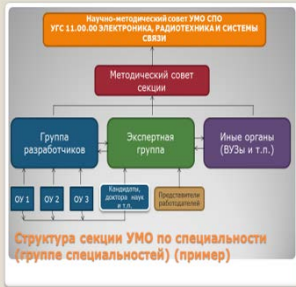 Научно-методический совет УМО СПО
УГС 11.00.00 ЭЛЕКТРОНИКА, РАДИОТЕХНИКА И СИСТЕМЫ
СВЯЗИ
Методический совет
секции
Группа
разработчиков
Экспертная
группа
Иные органы
(ВУЗы и т.п.)
ОУ 1
ОУ 2
ОУ 3
Кандидаты,
доктора наук
и т.п.
Представители
работодателей
Структура секции УМО по специальности
(группе специальностей) (пример)